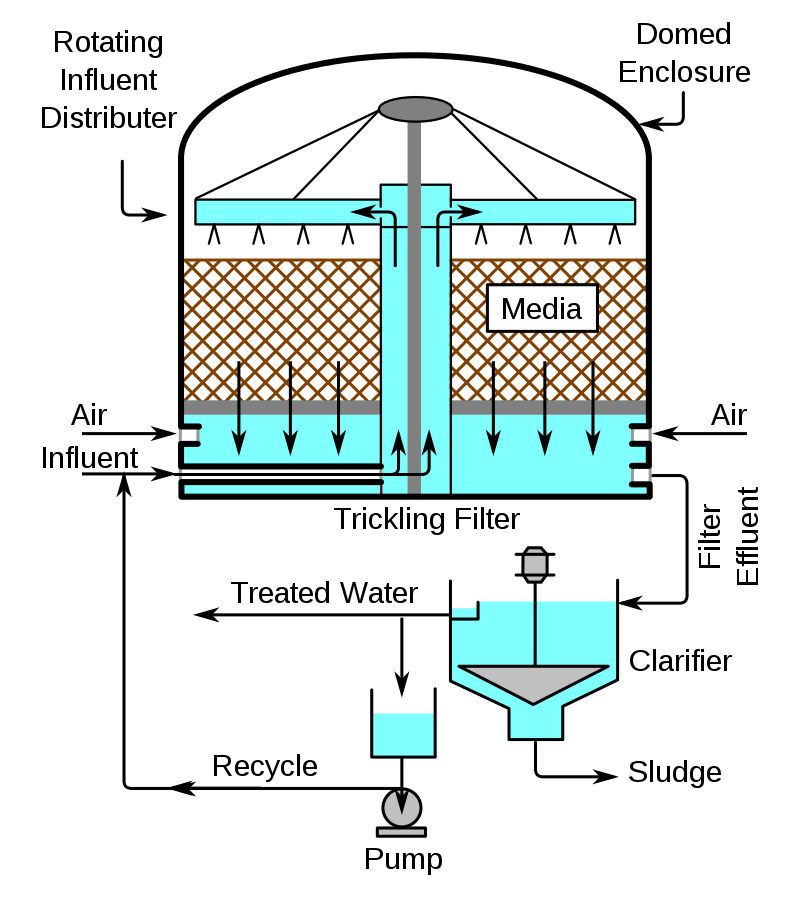 Rotating
Influent
Distributer
Domed
Enclosure
Media
Air
Air
Influent
Trickling Filter
Filter
Effluent
Treated Water
Clarifier
Recycle
Sludge
Pump